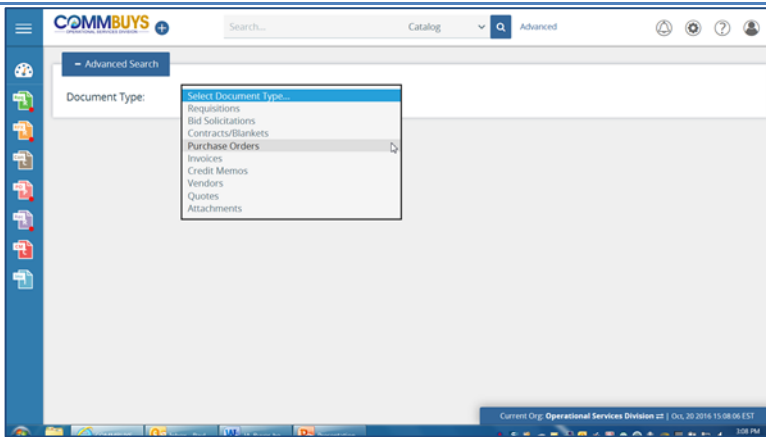 COMMBUYS
OPERATIONAL SERVICES DIVISION
Search...
Catalog
Advanced
− Advanced Search
Document Type:
Select Document Type...
Requisitions
Bid Solicitations
Contracts/Blankets
Purchase Orders
Invoices
Credit Memos
Vendors
Quotes
Attachments
Current Org: Operational Services Division ⇄ | Oct, 20 2016 15:08:06 EST
3:08 PM